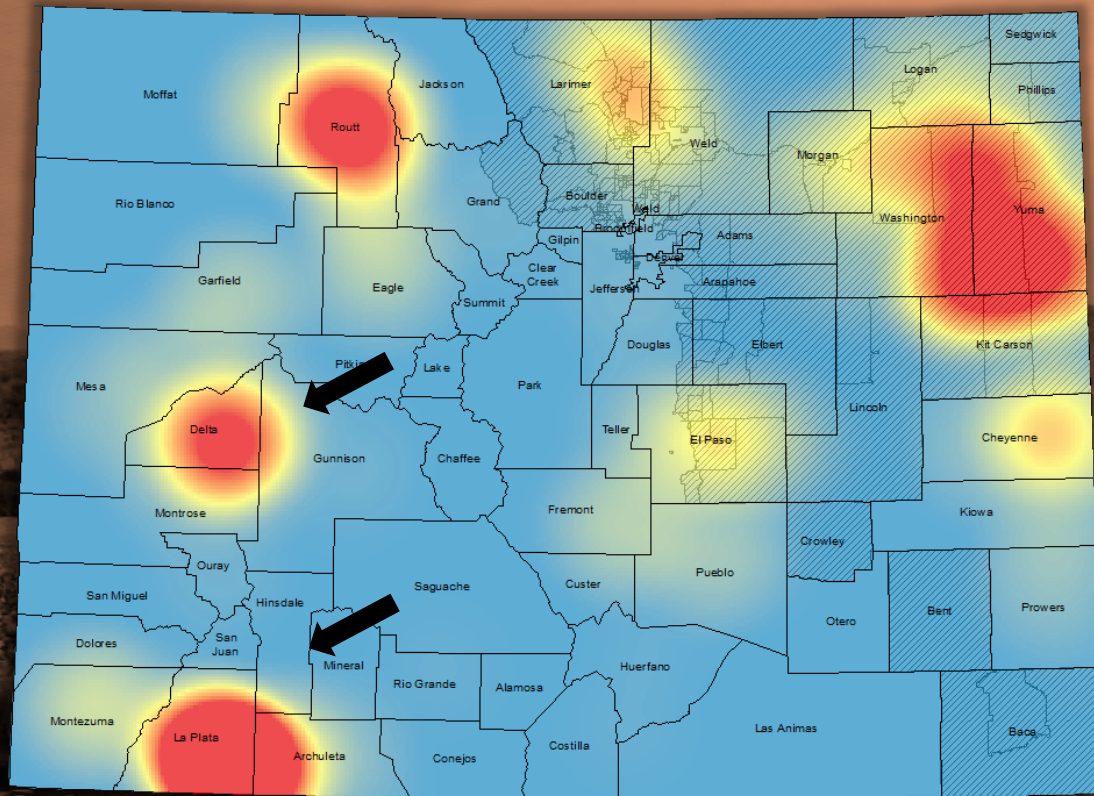 Sedgwick
Logan
Jackson
Larimer
Moffat
Phillips
Routt
Weld
Morgan
Boulder
Rio Blanco
Grand
Weld
Yuma
Washington
Broomfield
Adams
Gilpin
Denver
Clear
Creek
Garfield
Arapahoe
Eagle
Jefferson
Summit
Douglas
Elbert
Kit Carson
Pitkin
Lake
Mesa
Park
Lincoln
Delta
Teller
El Paso
Cheyenne
Gunnison
Chaffee
Montrose
Fremont
Kiowa
Crowley
Ouray
Pueblo
Saguache
Custer
San Miguel
Hinsdale
Bent
Prowers
Otero
Dolores
San
Juan
Mineral
Huerfano
Rio Grande
Alamosa
Montezuma
La Plata
Las Animas
Baca
Archuleta
Conejos
Costilla